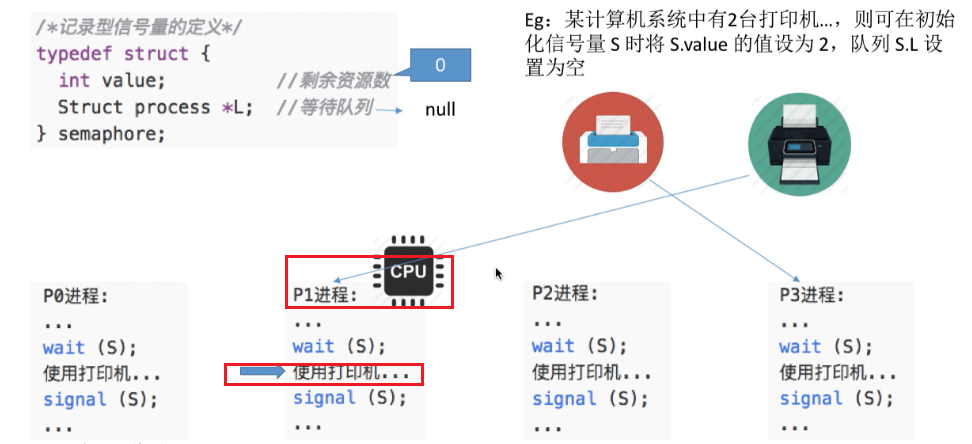 /*记录型信号量的定义*/
typedef struct {
int value; //剩余资源数
Struct process *L; //等待队列
} semaphore;
0
null
Eg：某计算机系统中有2台打印机...，则可在初始
化信号量 S 时将 S.value 的值设为 2，队列 S.L 设
置为空
CPU
P0进程:
...
wait (S);
使用打印机...
signal (S);
...
P1进程:
...
wait (S);
使用打印机...
signal (S);
...
P2进程:
...
wait (S);
使用打印机...
signal (S);
...
P3进程:
...
wait (S);
使用打印机...
signal (S);
...